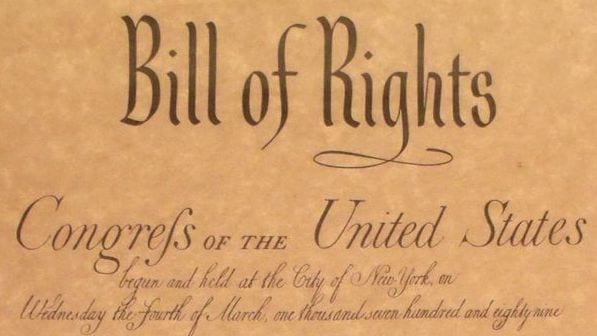 Bill of Rights
Congreſs OF THE United States
begun and held at the City of New York, on
Wednesday the Fourth of March, one thousand seven hundred and eighty nine